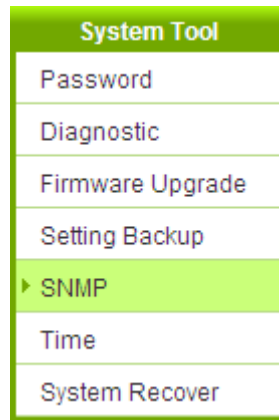 System Tool
Password
Diagnostic
Firmware Upgrade
Setting Backup
SNMP
Time
System Recover